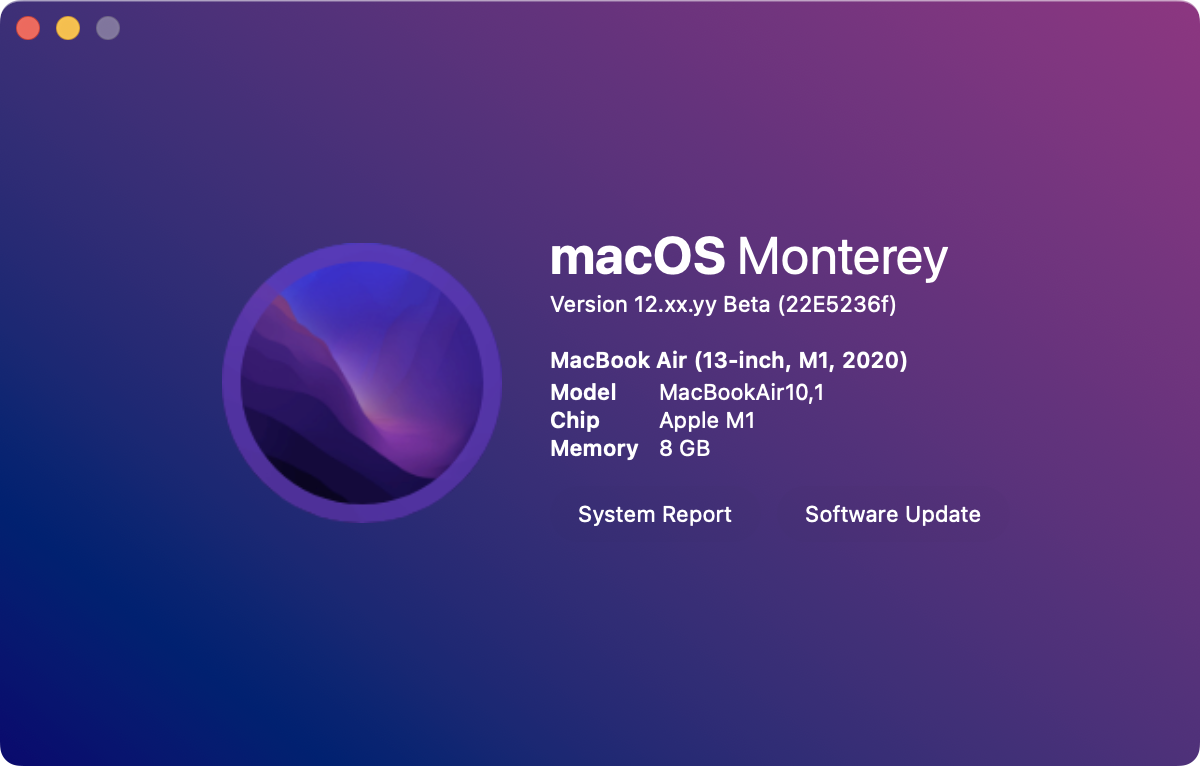 macOS Monterey
Version 12.xx.yy Beta (22E5236f)
MacBook Air (13-inch, M1, 2020)
Model MacBookAir10,1
Chip Apple M1
Memory 8 GB
System Report Software Update